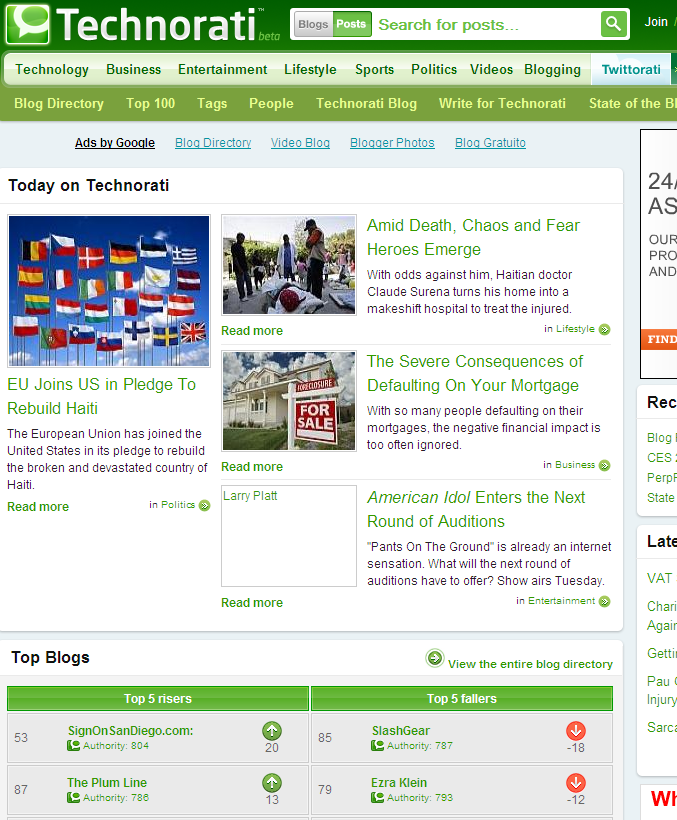 Technorati™ beta
Blogs Posts Search for posts...
Join /
Technology Business Entertainment Lifestyle Sports Politics Videos Blogging Twittorati
Blog Directory Top 100 Tags People Technorati Blog Write for Technorati State of the Bl
Ads by Google Blog Directory Video Blog Blogger Photos Blog Gratuito
Today on Technorati
EU Joins US in Pledge To
Rebuild Haiti
The European Union has joined the
United States in its pledge to rebuild
the broken and devastated country of
Haiti.
Read more in Politics
Amid Death, Chaos and Fear
Heroes Emerge
With odds against him, Haitian doctor
Claude Surena turns his home into a
makeshift hospital to treat the injured.
Read more in Lifestyle
FORECLOSURE
FOR
SALE
The Severe Consequences of
Defaulting On Your Mortgage
With so many people defaulting on their
mortgages, the negative financial impact is
too often ignored.
Read more in Business
Larry Platt
American Idol Enters the Next
Round of Auditions
"Pants On The Ground" is already an internet
sensation. What will the next round of
auditions have to offer? Show airs Tuesday.
Read more in Entertainment
Top Blogs
View the entire blog directory
Top 5 risers Top 5 fallers
53 SignOnSanDiego.com: 20
Authority: 804
85 SlashGear -18
Authority: 787
87 The Plum Line 13
Authority: 786
79 Ezra Klein -12
Authority: 793
24/
AS
OUR
PRO
AND
FIND
Rec
Blog
CES 2
PerpF
State
Late
VAT
Chari
Again
Getti
Pau
Injury
Sarca
Wh